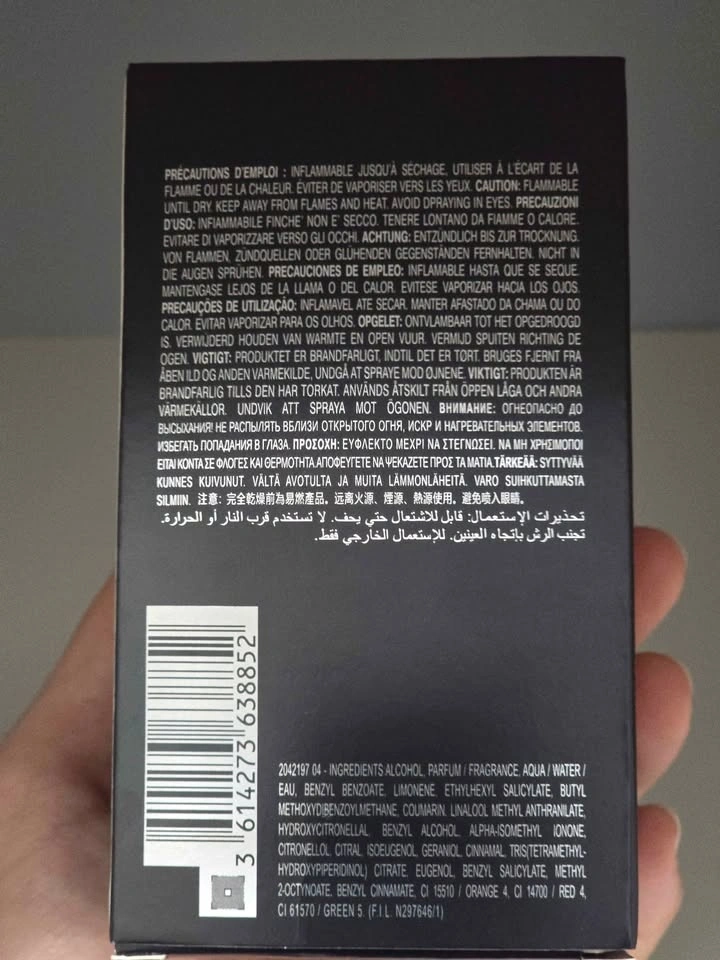 PRÉCAUTIONS D'EMPLOI : INFLAMMABLE JUSQU'À SÉCHAGE, UTILISER À L'ÉCART DE LA
FLAMME OU DE LA CHALEUR. ÉVITER DE VAPORISER VERS LES YEUX. CAUTION: FLAMMABLE
UNTIL DRY. KEEP AWAY FROM FLAMES AND HEAT. AVOID DPRAYING IN EYES. PRECAUZIONI
D'USO: INFIAMMABILE FINCHE' NON E' SECCO. TENERE LONTANO DA FIAMME O CALORE.
EVITARE DI VAPORIZZARE VERSO GLI OCCHI. ACHTUNG: ENTZÜNDLICH BIS ZUR TROCKNUNG.
VON FLAMMEN, ZÜNDQUELLEN ODER GLÜHENDEN GEGENSTÄNDEN FERNHALTEN. NICHT IN
DIE AUGEN SPRÜHEN. PRECAUCIONES DE EMPLEO: INFLAMABLE HASTA QUE SE SEQUE.
MANTENGASE LEJOS DE LA LLAMA O DEL CALOR. EVITESE VAPORIZAR HACIA LOS OJOS.
PRECAUÇÕES DE UTILIZAÇÃO: INFLAMAVEL ATE SECAR. MANTER AFASTADO DA CHAMA OU DO
CALOR. EVITAR VAPORIZAR PARA OS OLHOS. OPGELET: ONTVLAMBAAR TOT HET OPGEDROOGD
IS. VERWIJDERD HOUDEN VAN WARMTE EN OPEN VUUR. VERMIJD SPUITEN RICHTING DE
OGEN. VIGTIGT: PRODUKTET ER BRANDFARLIGT, INDTIL DET ER TØRT. BRUGES FJERNT FRA
ÅBEN ILD OG ANDEN VARMEKILDE, UNDGÅ AT SPRAYE MOD ØJNENE. VIKTIGT: PRODUKTEN ÄR
BRANDFARLIG TILLS DEN HAR TORKAT. ANVÄNDS ÅTSKILT FRÅN ÖPPEN LÅGA OCH ANDRA
VÄRMEKÄLLOR. UNDVIK ATT SPRAYA MOT ÖGONEN. ВНИМАНИЕ: ОГНЕОПАСНО ДО
ВЫСЫХАНИЯ! НЕ РАСПЫЛЯТЬ ВБЛИЗИ ОТКРЫТОГО ОГНЯ, ИСКР И НАГРЕВАТЕЛЬНЫХ ЭЛЕМЕНТОВ.
ИЗБЕГАТЬ ПОПАДАНИЯ В ГЛАЗА. ΠΡΟΣΟΧΗ: ΕΥΦΛΕΚΤΟ ΜΕΧΡΙ ΝΑ ΣΤΕΓΝΩΣΕΙ. ΝΑ ΜΗ ΧΡΗΣΙΜΟΠΟΙ
ΕΙΤΑΙ ΚΟΝΤΑ ΣΕ ΦΛΟΓΕΣ ΚΑΙ ΘΕΡΜΟΤΗΤΑ.ΑΠΟΦΕΥΓΕΤΕ ΝΑ ΨΕΚΑΖΕΤΕ ΠΡΟΣ ΤΑ ΜΑΤΙΑ.TÄRKEÄÄ: SYTTYVÄÄ
KUNNES KUIVUNUT. VÄLTÄ AVOTULTA JA MUITA LÄMMONLÄHEITÄ. VARO SUIHKUTTAMASTA
SILMIIN. 注意: 完全乾燥前為易燃產品。远离火源、煙源、熱源使用。避免喷入眼睛。
تحذيرات الإستعمال: قابل للاشتعال حتي يجف. لا تستخدم قرب النار أو الحرارة.
تجنب الرش بإتجاه العينين. للإستعمال الخارجي فقط.
3 614273 638852
2042197 04 - INGREDIENTS ALCOHOL, PARFUM / FRAGRANCE, AQUA / WATER /
EAU, BENZYL BENZOATE, LIMONENE, ETHYLHEXYL SALICYLATE, BUTYL
METHOXYDIBENZOYLMETHANE, COUMARIN. LINALOOL METHYL ANTHRANILATE,
HYDROXYCITRONELLAL BENZYL ALCOHOL, ALPHA-ISOMETHYL IONONE,
CITRONELLOL, CITRAL, ISOEUGENOL, GERANIOL, CINNAMAL, TRIS(TETRAMETHYL-
HYDROXYPIPERIDINOL) CITRATE, EUGENOL, BENZYL SALICYLATE, METHYL
2-OCTYNOATE, BENZYL CINNAMATE, CI 15510 / ORANGE 4, CI 14700 / RED 4,
CI 61570 / GREEN 5. (F.I L. N297646/1)